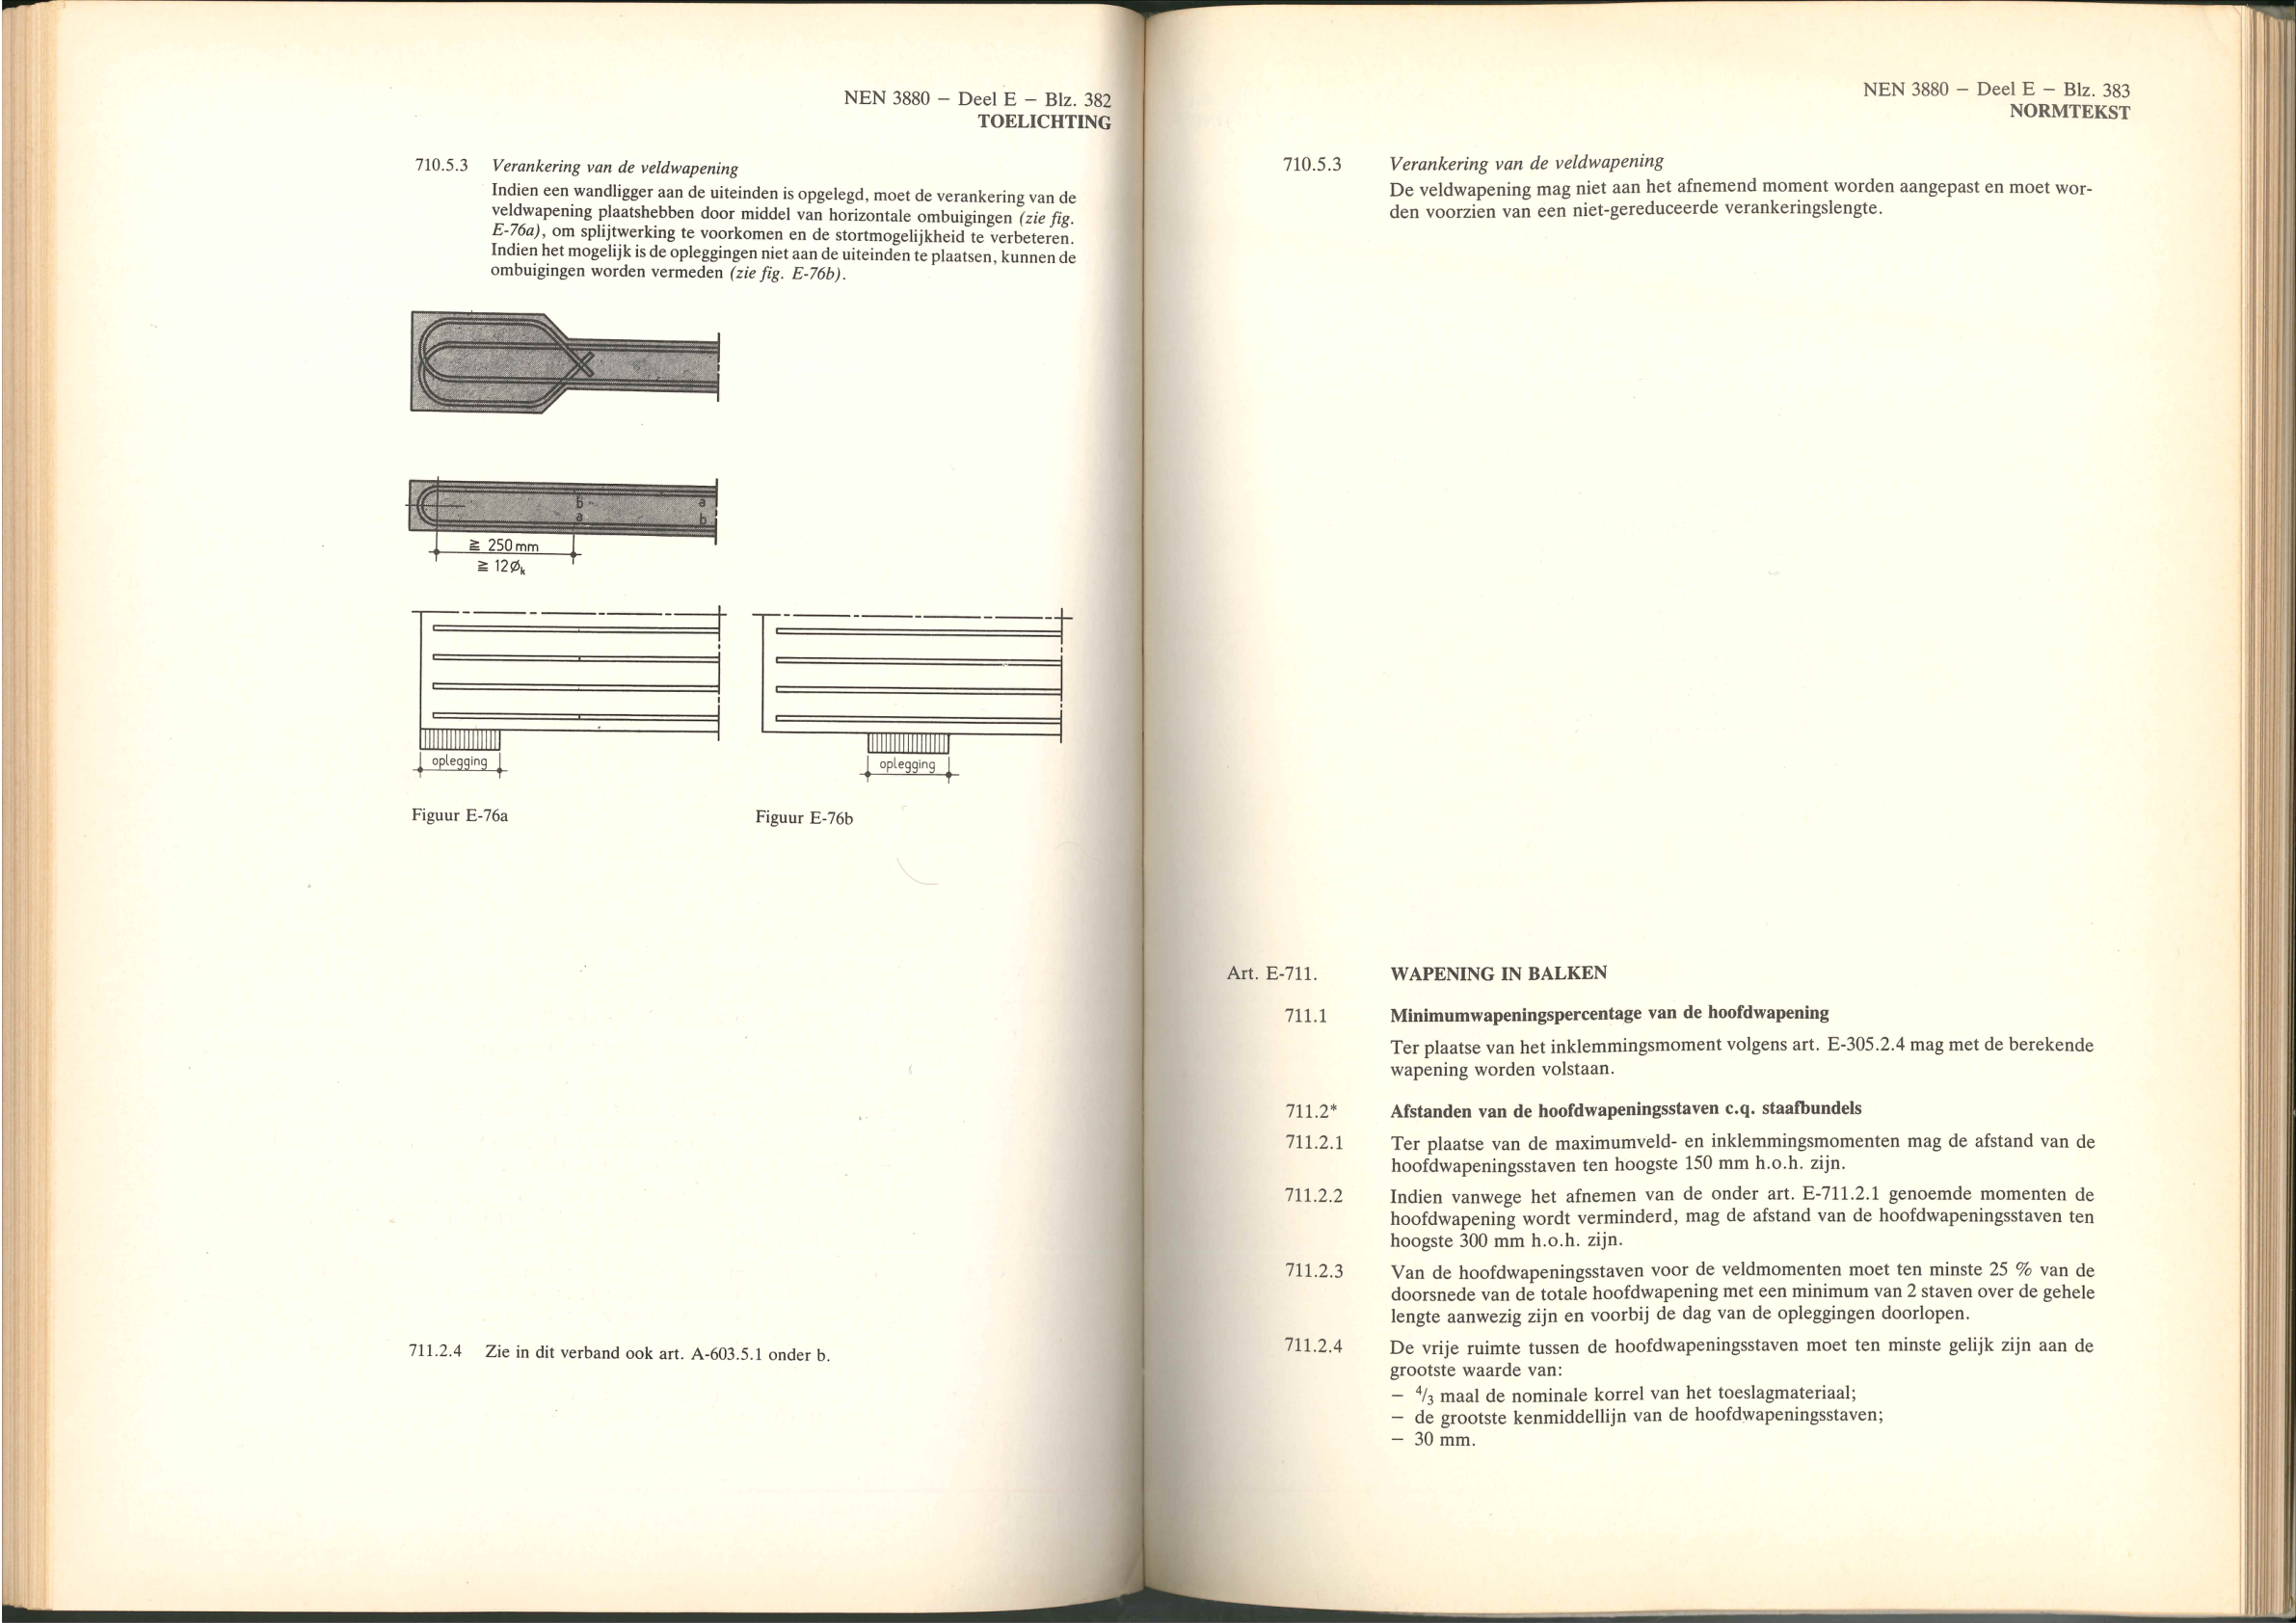 NEN 3880 — Deel E — Blz. 382
TOELICHTING
710.5.3 Verankering van de veldwapening
Indien een wandligger aan de uiteinden is opgelegd, moet de verankering van de
veldwapening plaatshebben door middel van horizontale ombuigingen (zie fig.
E-76a), om splijtwerking te voorkomen en de stortmogelijkheid te verbeteren.
Indien het mogelijk is de opleggingen niet aan de uiteinden te plaatsen, kunnen de
ombuigingen worden vermeden (zie fig. E-76b).
b a
a b
≧ 250 mm
≧ 12 Øk
oplegging
oplegging
Figuur E-76a
Figuur E-76b
711.2.4 Zie in dit verband ook art. A-603.5.1 onder b.
NEN 3880 — Deel E — Blz. 383
NORMTEKST
710.5.3 Verankering van de veldwapening
De veldwapening mag niet aan het afnemend moment worden aangepast en moet wor-
den voorzien van een niet-gereduceerde verankeringslengte.
Art. E-711. WAPENING IN BALKEN
711.1 Minimumwapeningspercentage van de hoofdwapening
Ter plaatse van het inklemmingsmoment volgens art. E-305.2.4 mag met de berekende
wapening worden volstaan.
711.2* Afstanden van de hoofdwapeningsstaven c.q. staafbundels
711.2.1 Ter plaatse van de maximumveld- en inklemmingsmomenten mag de afstand van de
hoofdwapeningsstaven ten hoogste 150 mm h.o.h. zijn.
711.2.2 Indien vanwege het afnemen van de onder art. E-711.2.1 genoemde momenten de
hoofdwapening wordt verminderd, mag de afstand van de hoofdwapeningsstaven ten
hoogste 300 mm h.o.h. zijn.
711.2.3 Van de hoofdwapeningsstaven voor de veldmomenten moet ten minste 25 % van de
doorsnede van de totale hoofdwapening met een minimum van 2 staven over de gehele
lengte aanwezig zijn en voorbij de dag van de opleggingen doorlopen.
711.2.4 De vrije ruimte tussen de hoofdwapeningsstaven moet ten minste gelijk zijn aan de
grootste waarde van:
— 4/3 maal de nominale korrel van het toeslagmateriaal;
— de grootste kenmiddellijn van de hoofdwapeningsstaven;
— 30 mm.